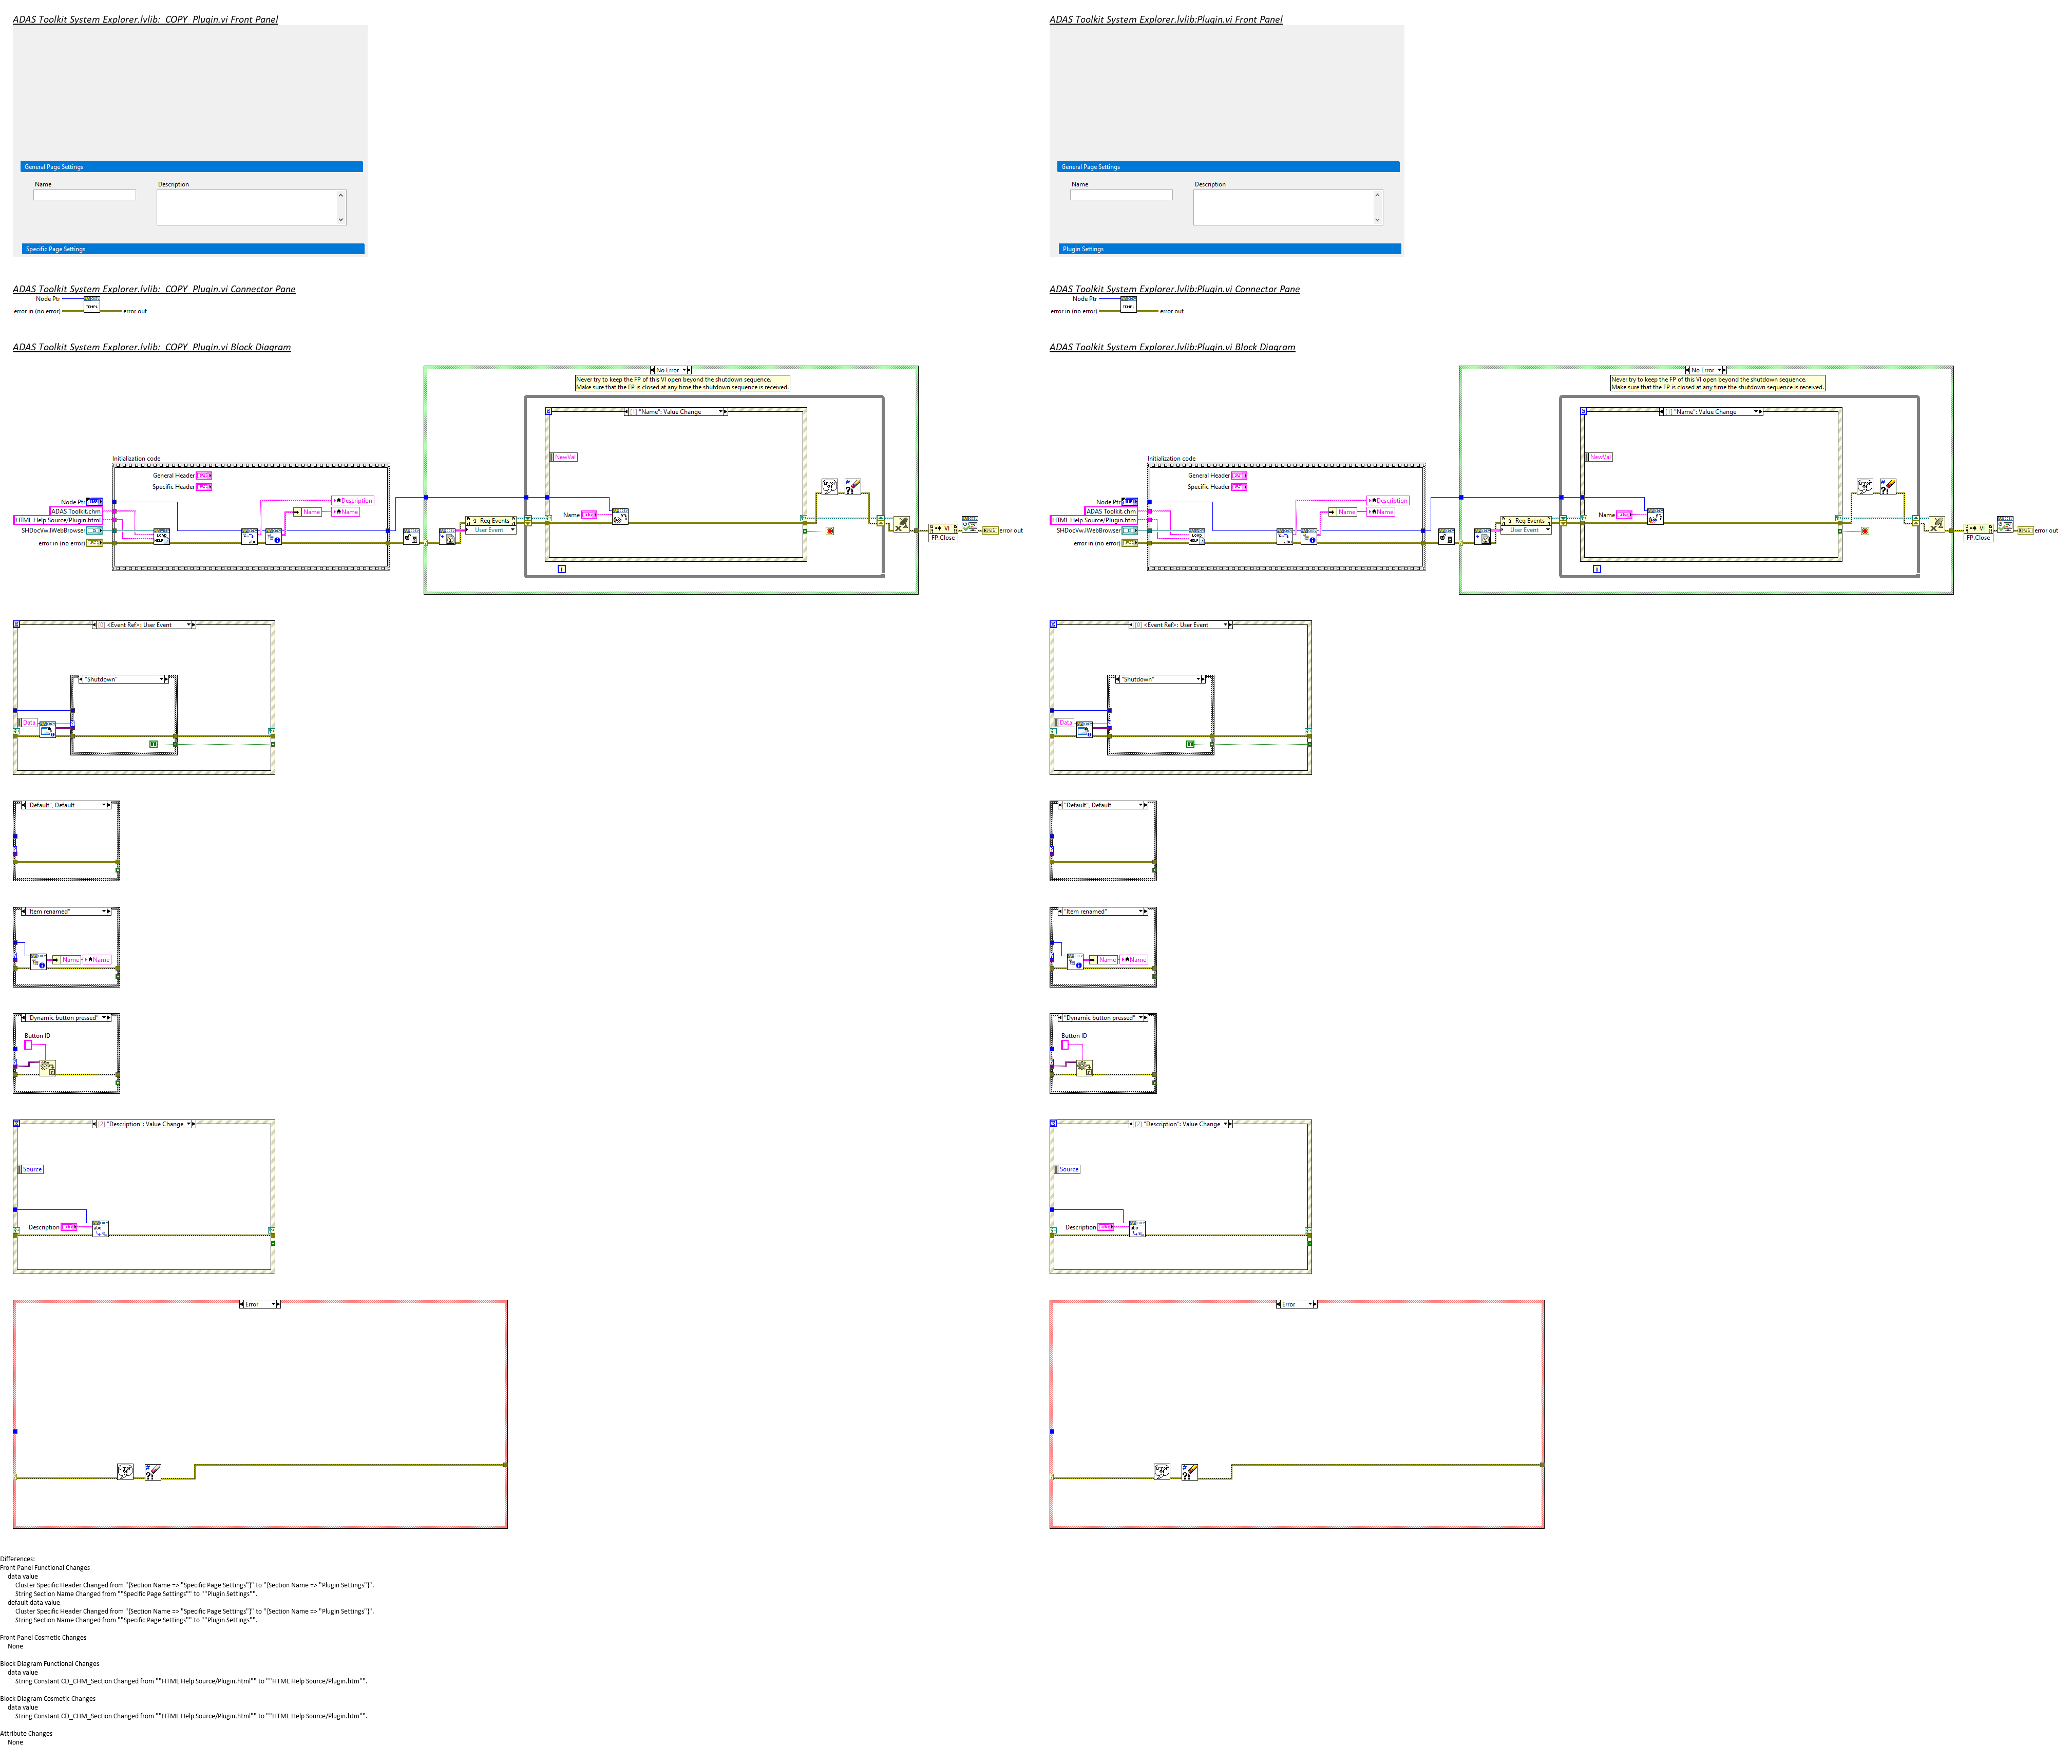 ADAS Toolkit System Explorer.lvlib:_COPY_Plugin.vi Front Panel
General Page Settings
Name
Description
Specific Page Settings
ADAS Toolkit System Explorer.lvlib:_COPY_Plugin.vi Connector Pane
Node Ptr
error in (no error)
error out
ADAS Toolkit System Explorer.lvlib:_COPY_Plugin.vi Block Diagram
No Error
Never try to keep the FP of this VI open beyond the shutdown sequence.
Make sure that the FP is closed at any time the shutdown sequence is received.
[1] "Name": Value Change
NewVal
Initialization code
General Header
Specific Header
Node Ptr
ADAS Toolkit.chm
HTML Help Source/Plugin.html
SHDocVw.IWebBrowser
error in (no error)
LOAD
HELP
Description
Name
Name
Reg Events
User Event
Name
VI
FP.Close
error out
[0] <Event Ref>: User Event
"Shutdown"
Data
"Default", Default
"Item renamed"
Name
Name
"Dynamic button pressed"
Button ID
[2] "Description": Value Change
Source
Description
abc
Error
ADAS Toolkit System Explorer.lvlib:Plugin.vi Front Panel
General Page Settings
Name
Description
Plugin Settings
ADAS Toolkit System Explorer.lvlib:Plugin.vi Connector Pane
Node Ptr
error in (no error)
error out
ADAS Toolkit System Explorer.lvlib:Plugin.vi Block Diagram
No Error
Never try to keep the FP of this VI open beyond the shutdown sequence.
Make sure that the FP is closed at any time the shutdown sequence is received.
[1] "Name": Value Change
NewVal
Initialization code
General Header
Specific Header
Node Ptr
ADAS Toolkit.chm
HTML Help Source/Plugin.htm
SHDocVw.IWebBrowser
error in (no error)
LOAD
HELP
Description
Name
Name
Reg Events
User Event
Name
VI
FP.Close
error out
[0] <Event Ref>: User Event
"Shutdown"
Data
"Default", Default
"Item renamed"
Name
Name
"Dynamic button pressed"
Button ID
[2] "Description": Value Change
Source
Description
abc
Error
Differences:
Front Panel Functional Changes
data value
Cluster Specific Header Changed from "{Section Name => "Specific Page Settings"}" to "{Section Name => "Plugin Settings"}".
String Section Name Changed from ""Specific Page Settings"" to ""Plugin Settings"".
default data value
Cluster Specific Header Changed from "{Section Name => "Specific Page Settings"}" to "{Section Name => "Plugin Settings"}".
String Section Name Changed from ""Specific Page Settings"" to ""Plugin Settings"".
Front Panel Cosmetic Changes
None
Block Diagram Functional Changes
data value
String Constant CD_CHM_Section Changed from ""HTML Help Source/Plugin.html"" to ""HTML Help Source/Plugin.htm"".
Block Diagram Cosmetic Changes
data value
String Constant CD_CHM_Section Changed from ""HTML Help Source/Plugin.html"" to ""HTML Help Source/Plugin.htm"".
Attribute Changes
None